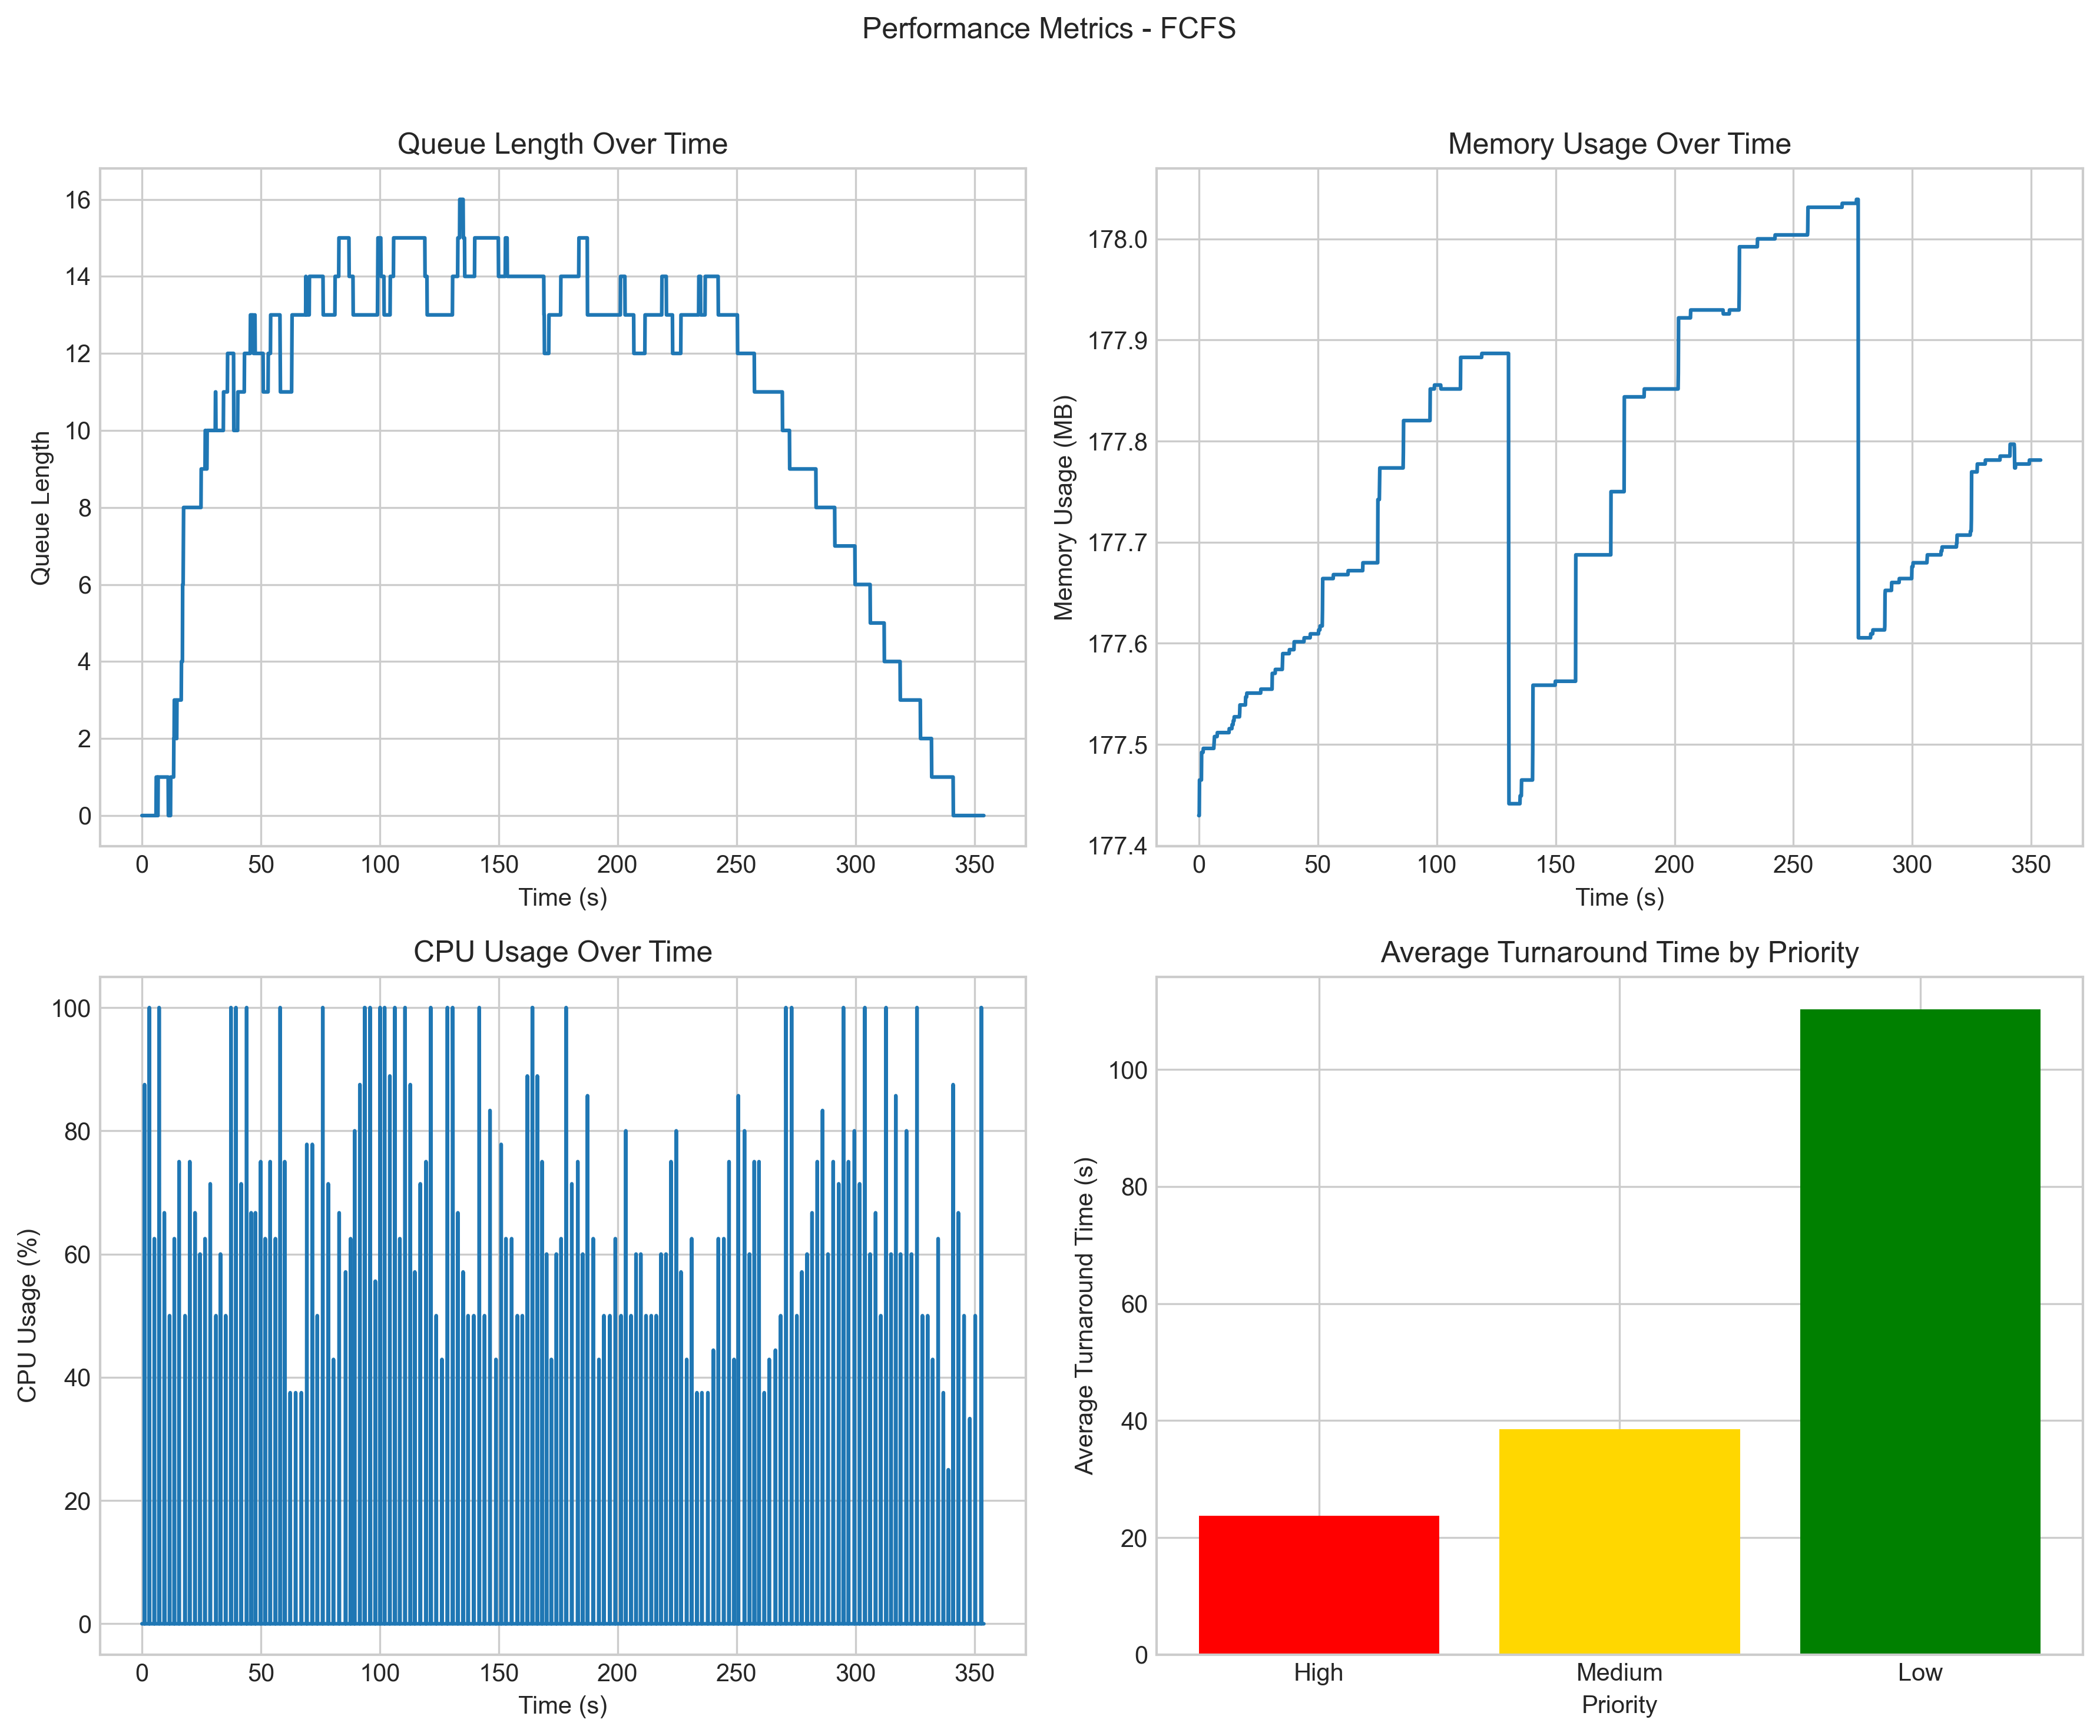 Performance Metrics - FCFS
Queue Length Over Time
Queue Length
16
14
12
10
8
6
4
2
0
0 50 100 150 200 250 300 350
Time (s)
Memory Usage Over Time
Memory Usage (MB)
178.0
177.9
177.8
177.7
177.6
177.5
177.4
0 50 100 150 200 250 300 350
Time (s)
CPU Usage Over Time
CPU Usage (%)
100
80
60
40
20
0
0 50 100 150 200 250 300 350
Time (s)
Average Turnaround Time by Priority
Average Turnaround Time (s)
100
80
60
40
20
0
High Medium Low
Priority